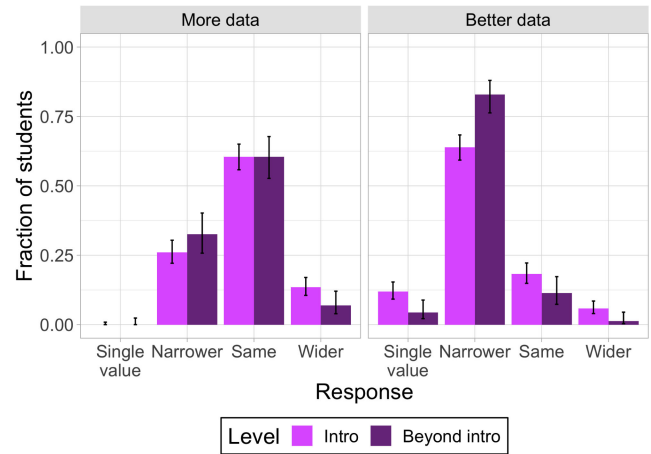 More data
Better data
Fraction of students
1.00
0.75
0.50
0.25
0.00
Single value
Narrower
Same
Wider
Single value
Narrower
Same
Wider
Response
Level
Intro
Beyond intro